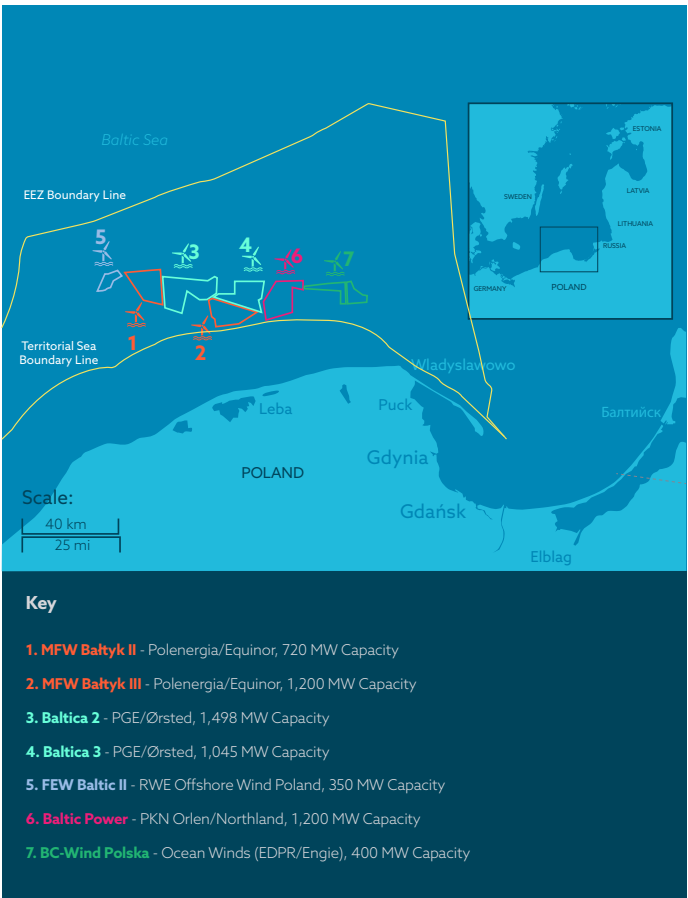 Baltic Sea
EEZ Boundary Line
ESTONIA
LATVIA
SWEDEN
LITHUANIA
RUSSIA
GERMANY
POLAND
5
3
4
6
7
1
2
Territorial Sea
Boundary Line
Wladyslawowo
Leba
Puck
Балтийск
Gdynia
POLAND
Gdańsk
Elblag
Scale:
40 km
25 mi
Key
1. MFW Bałtyk II - Polenergia/Equinor, 720 MW Capacity
2. MFW Bałtyk III - Polenergia/Equinor, 1,200 MW Capacity
3. Baltica 2 - PGE/Ørsted, 1,498 MW Capacity
4. Baltica 3 - PGE/Ørsted, 1,045 MW Capacity
5. FEW Baltic II - RWE Offshore Wind Poland, 350 MW Capacity
6. Baltic Power - PKN Orlen/Northland, 1,200 MW Capacity
7. BC-Wind Polska - Ocean Winds (EDPR/Engie), 400 MW Capacity